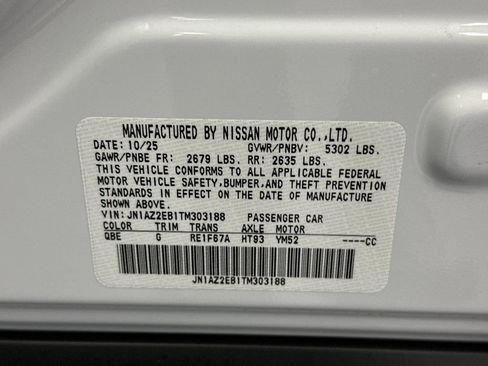 MANUFACTURED BY NISSAN MOTOR CO.,LTD.
DATE: 10/25 GVWR/PNBV: 5302 LBS.
GAWR/PNBE FR: 2679 LBS. RR: 2635 LBS.
THIS VEHICLE CONFORMS TO ALL APPLICABLE FEDERAL
MOTOR VEHICLE SAFETY,BUMPER,AND THEFT PREVENTION
STANDARDS IN EFFECT ON THE DATE OF MANUFACTURE
SHOWN ABOVE.
VIN: JN1AZ2EB1TM303188 PASSENGER CAR
COLOR TRIM TRANS AXLE MOTOR
QBE G RE1F67A HT93 YM52 ----CC
JN1AZ2EB1TM303188